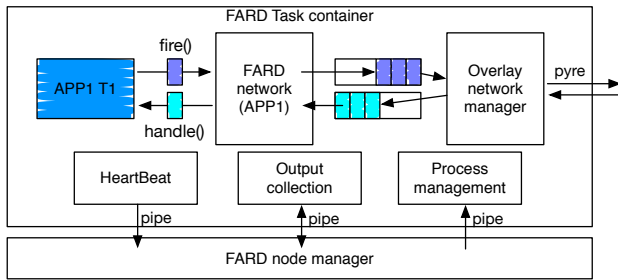 FARD Task container
fire()
APP1 T1
handle()
FARD
network
(APP1)
Overlay
network
manager
pyre
HeartBeat
Output
collection
Process
management
pipe
pipe
pipe
FARD node manager